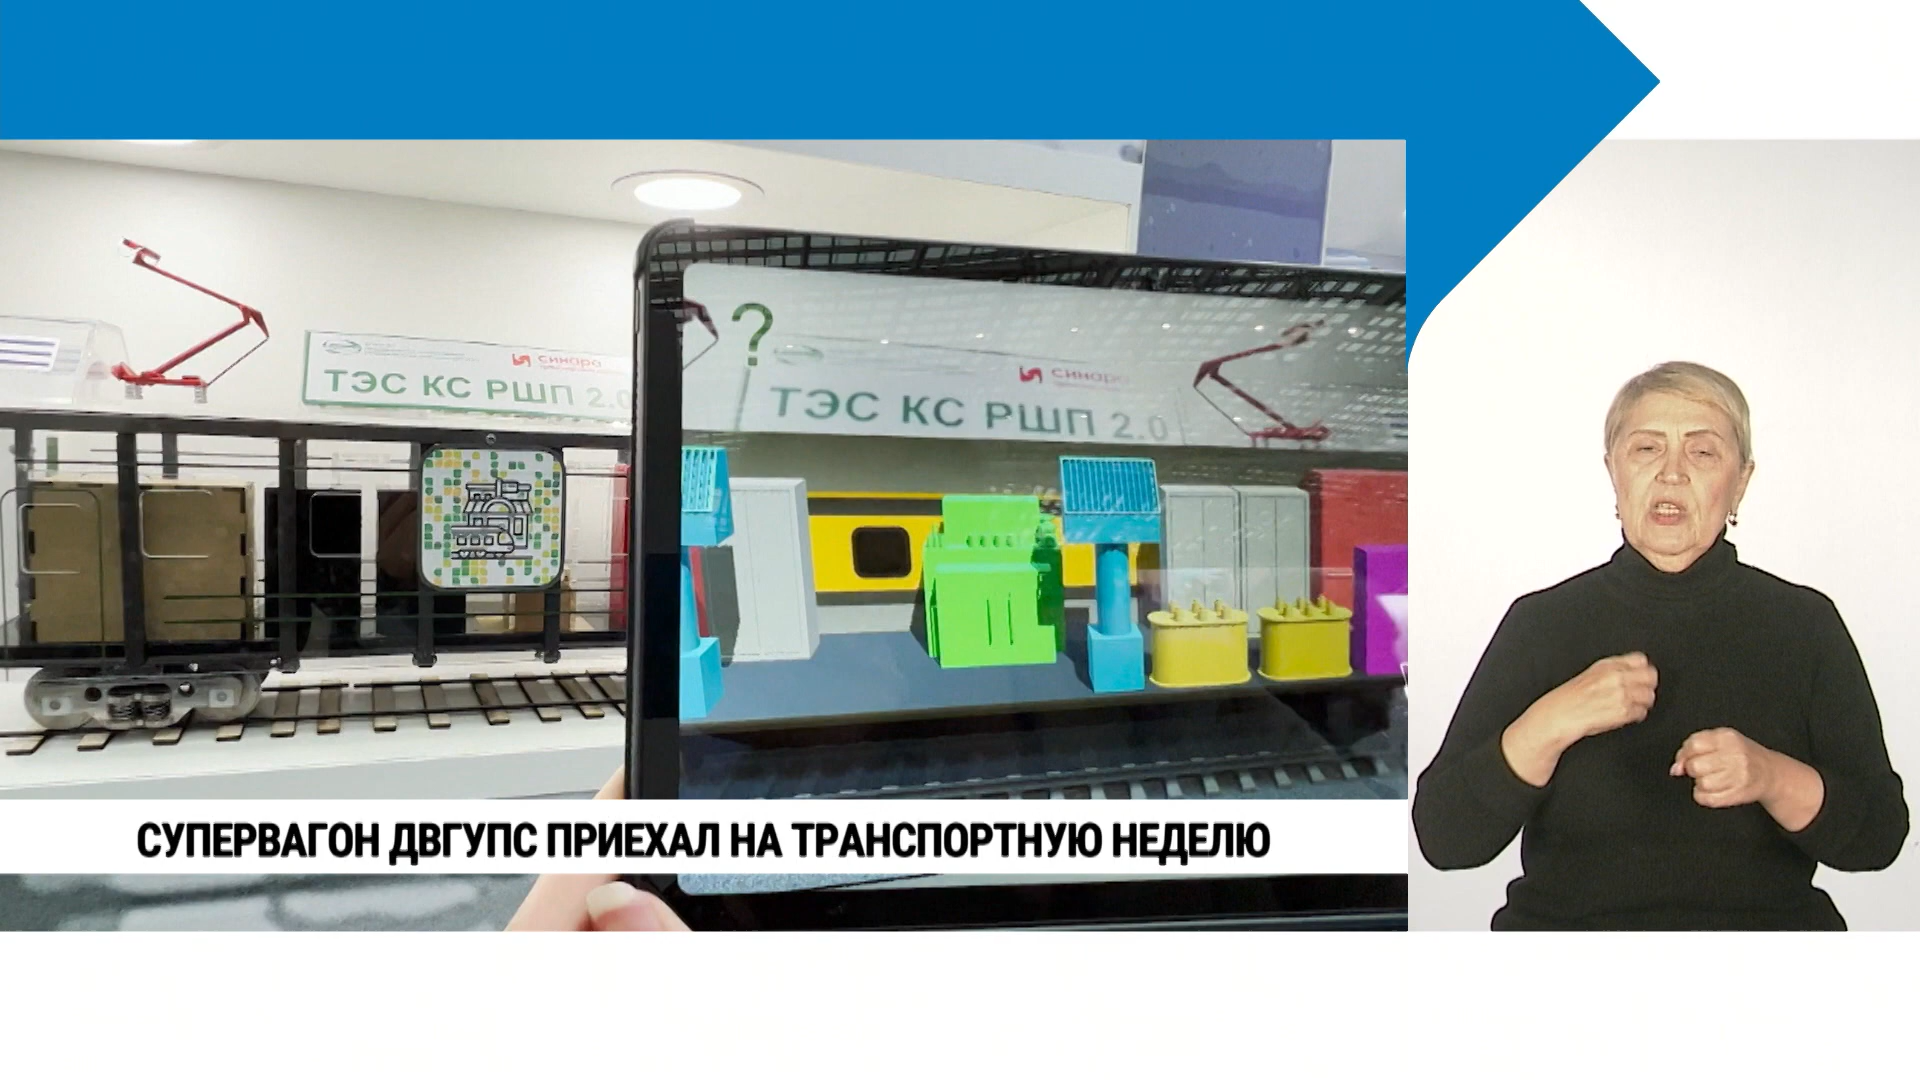 синара
ТЭС КС РШП 2.0
?
синара
ТЭС КС РШП 2.0
СУПЕРВАГОН ДВГУПС ПРИЕХАЛ НА ТРАНСПОРТНУЮ НЕДЕЛЮ